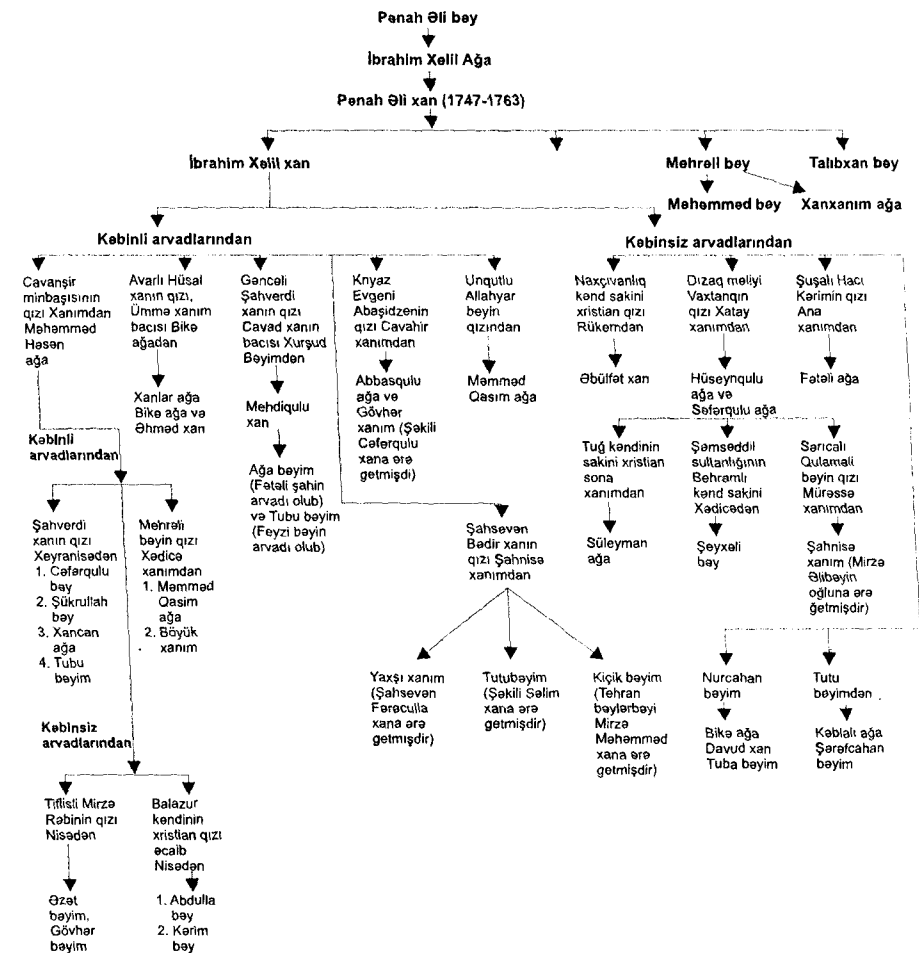 Pənah Əli bəy
İbrahim Xəlil Ağa
Pənah Əli xan (1747-1763)
İbrahim Xəlil xan
Mehrəli bəy
Talıbxan bəy
Məhəmməd bəy
Xanxanım ağa
Kəbinli arvadlarından
Kəbinsiz arvadlarından
Cavanşir
minbaşısının
qızı Xanımdan
Məhəmməd
Həsən
ağa
Avarlı Hüsal
xanın qızı,
Ümmə xanım
bacısı Bikə
ağadan
Xanlar ağa
Bikə ağa və
Əhməd xan
Gəncəli
Şahverdi
xanın qızı
Cavad xanın
bacısı Xurşud
Bəyimdən
Mehdiqulu
xan
Ağa bəyim
(Fətəli şahin
arvadı olub)
və Tubu bəyim
(Feyzi bəyin
arvadı olub)
Knyaz
Evgeni
Abaşidzenin
qızı Cavahir
xanımdan
Abbasqulu
ağa və
Gövhər
xanım (Şəkili
Cəfərqulu
xana ərə
getmişdi)
Unqutlu
Allahyar
bəyin
qızından
Məmməd
Qasım ağa
Naxçıvanlıq
kənd sakini
xristian qızı
Rükemdən
Əbülfət xan
Dızaq məliyi
Vaxtanqın
qızı Xatay
xanımdan
Hüseynqulu
ağa və
Səfərqulu ağa
Şuşalı Hacı
Kərimin qızı
Ana
xanımdan
Fətəli ağa
Tuğ kəndinin
sakini xristian
sona
xanımdan
Süleyman
ağa
Şəmsəddil
sultanlığının
Behramlı
kənd sakini
Xədicədən
Şeyxəli
bəy
Sarıcalı
Qulaməli
bəyin qızı
Mürəssə
xanımdan
Şahnisə
xanım (Mirzə
Əlibəyin
oğluna ərə
getmişdir)
Kəbinli
arvadlarından
Şahverdi
xanın qızı
Xeyranisədən
1. Cəfərqulu
bəy
2. Şükrullah
bəy
3. Xancan
ağa
4. Tubu
bəyim
Mehrəli
bəyin qızı
Xədicə
xanımdan
1. Məmməd
Qasim
ağa
2. Böyük
xanım
Şahsevən
Bədir xanın
qızı Şahnisə
xanımdan
Yaxşı xanım
(Şahsevən
Fərəculla
xana ərə
getmişdir)
Tutubəyim
(Şəkili Səlim
xana ərə
getmişdir)
Kiçik bəyim
(Tehran
bəylərbəyi
Mirzə
Məhəmməd
xana ərə
getmişdir)
Nurcahan
bəyim
Bikə ağa
Davud xan
Tuba bəyim
Tutu
bəyimdən
Kəblalı ağa
Şərəfcahan
bəyim
Kəbinsiz
arvadlarından
Tiflisti Mirzə
Rəbinin qızı
Nisədən
Əzət
bəyim,
Gövhər
bəyim
Balazur
kəndinin
xristian qızı
əcaib
Nisədən
1. Abdulla
bəy
2. Kərim
bəy